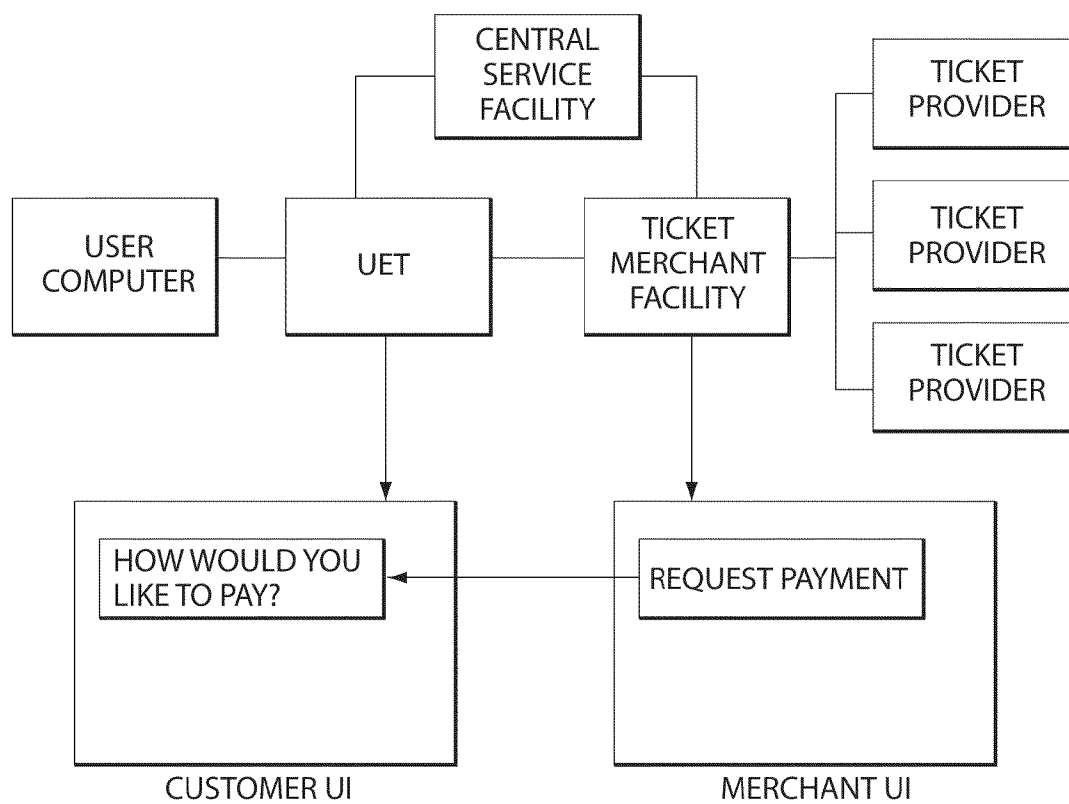 CENTRAL
SERVICE
FACILITY
TICKET
PROVIDER
USER
COMPUTER
UET
TICKET
MERCHANT
FACILITY
TICKET
PROVIDER
TICKET
PROVIDER
HOW WOULD YOU
LIKE TO PAY?
REQUEST PAYMENT
CUSTOMER UI
MERCHANT UI